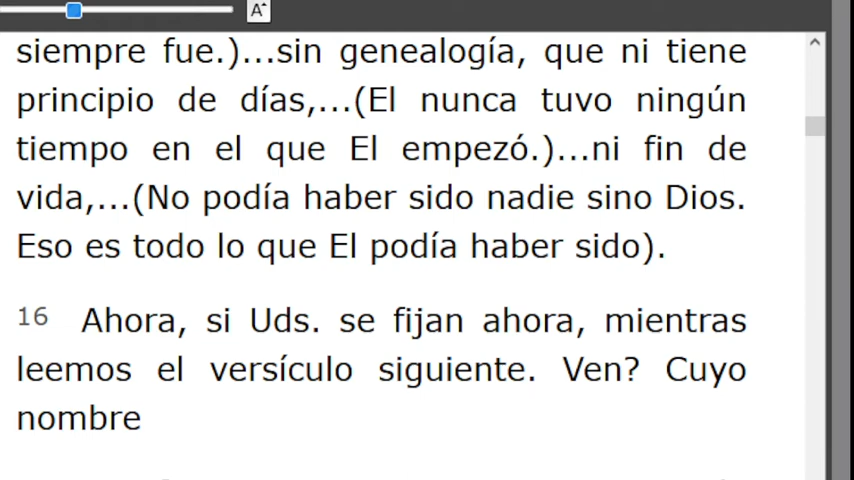 A
siempre fue.)...sin genealogía, que ni tiene
principio de días,...(El nunca tuvo ningún
tiempo en el que El empezó.)...ni fin de
vida,...(No podía haber sido nadie sino Dios.
Eso es todo lo que El podía haber sido).
16 Ahora, si Uds. se fijan ahora, mientras
leemos el versículo siguiente. Ven? Cuyo
nombre